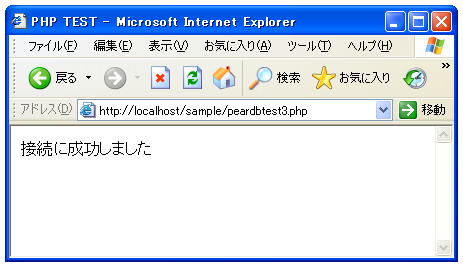 PHP TEST - Microsoft Internet Explorer
ファイル(F) 編集(E) 表示(V) お気に入り(A) ツール(T) ヘルプ(H)
戻る 検索 お気に入り »
アドレス(D) http://localhost/sample/peardbtest3.php 移動
接続に成功しました